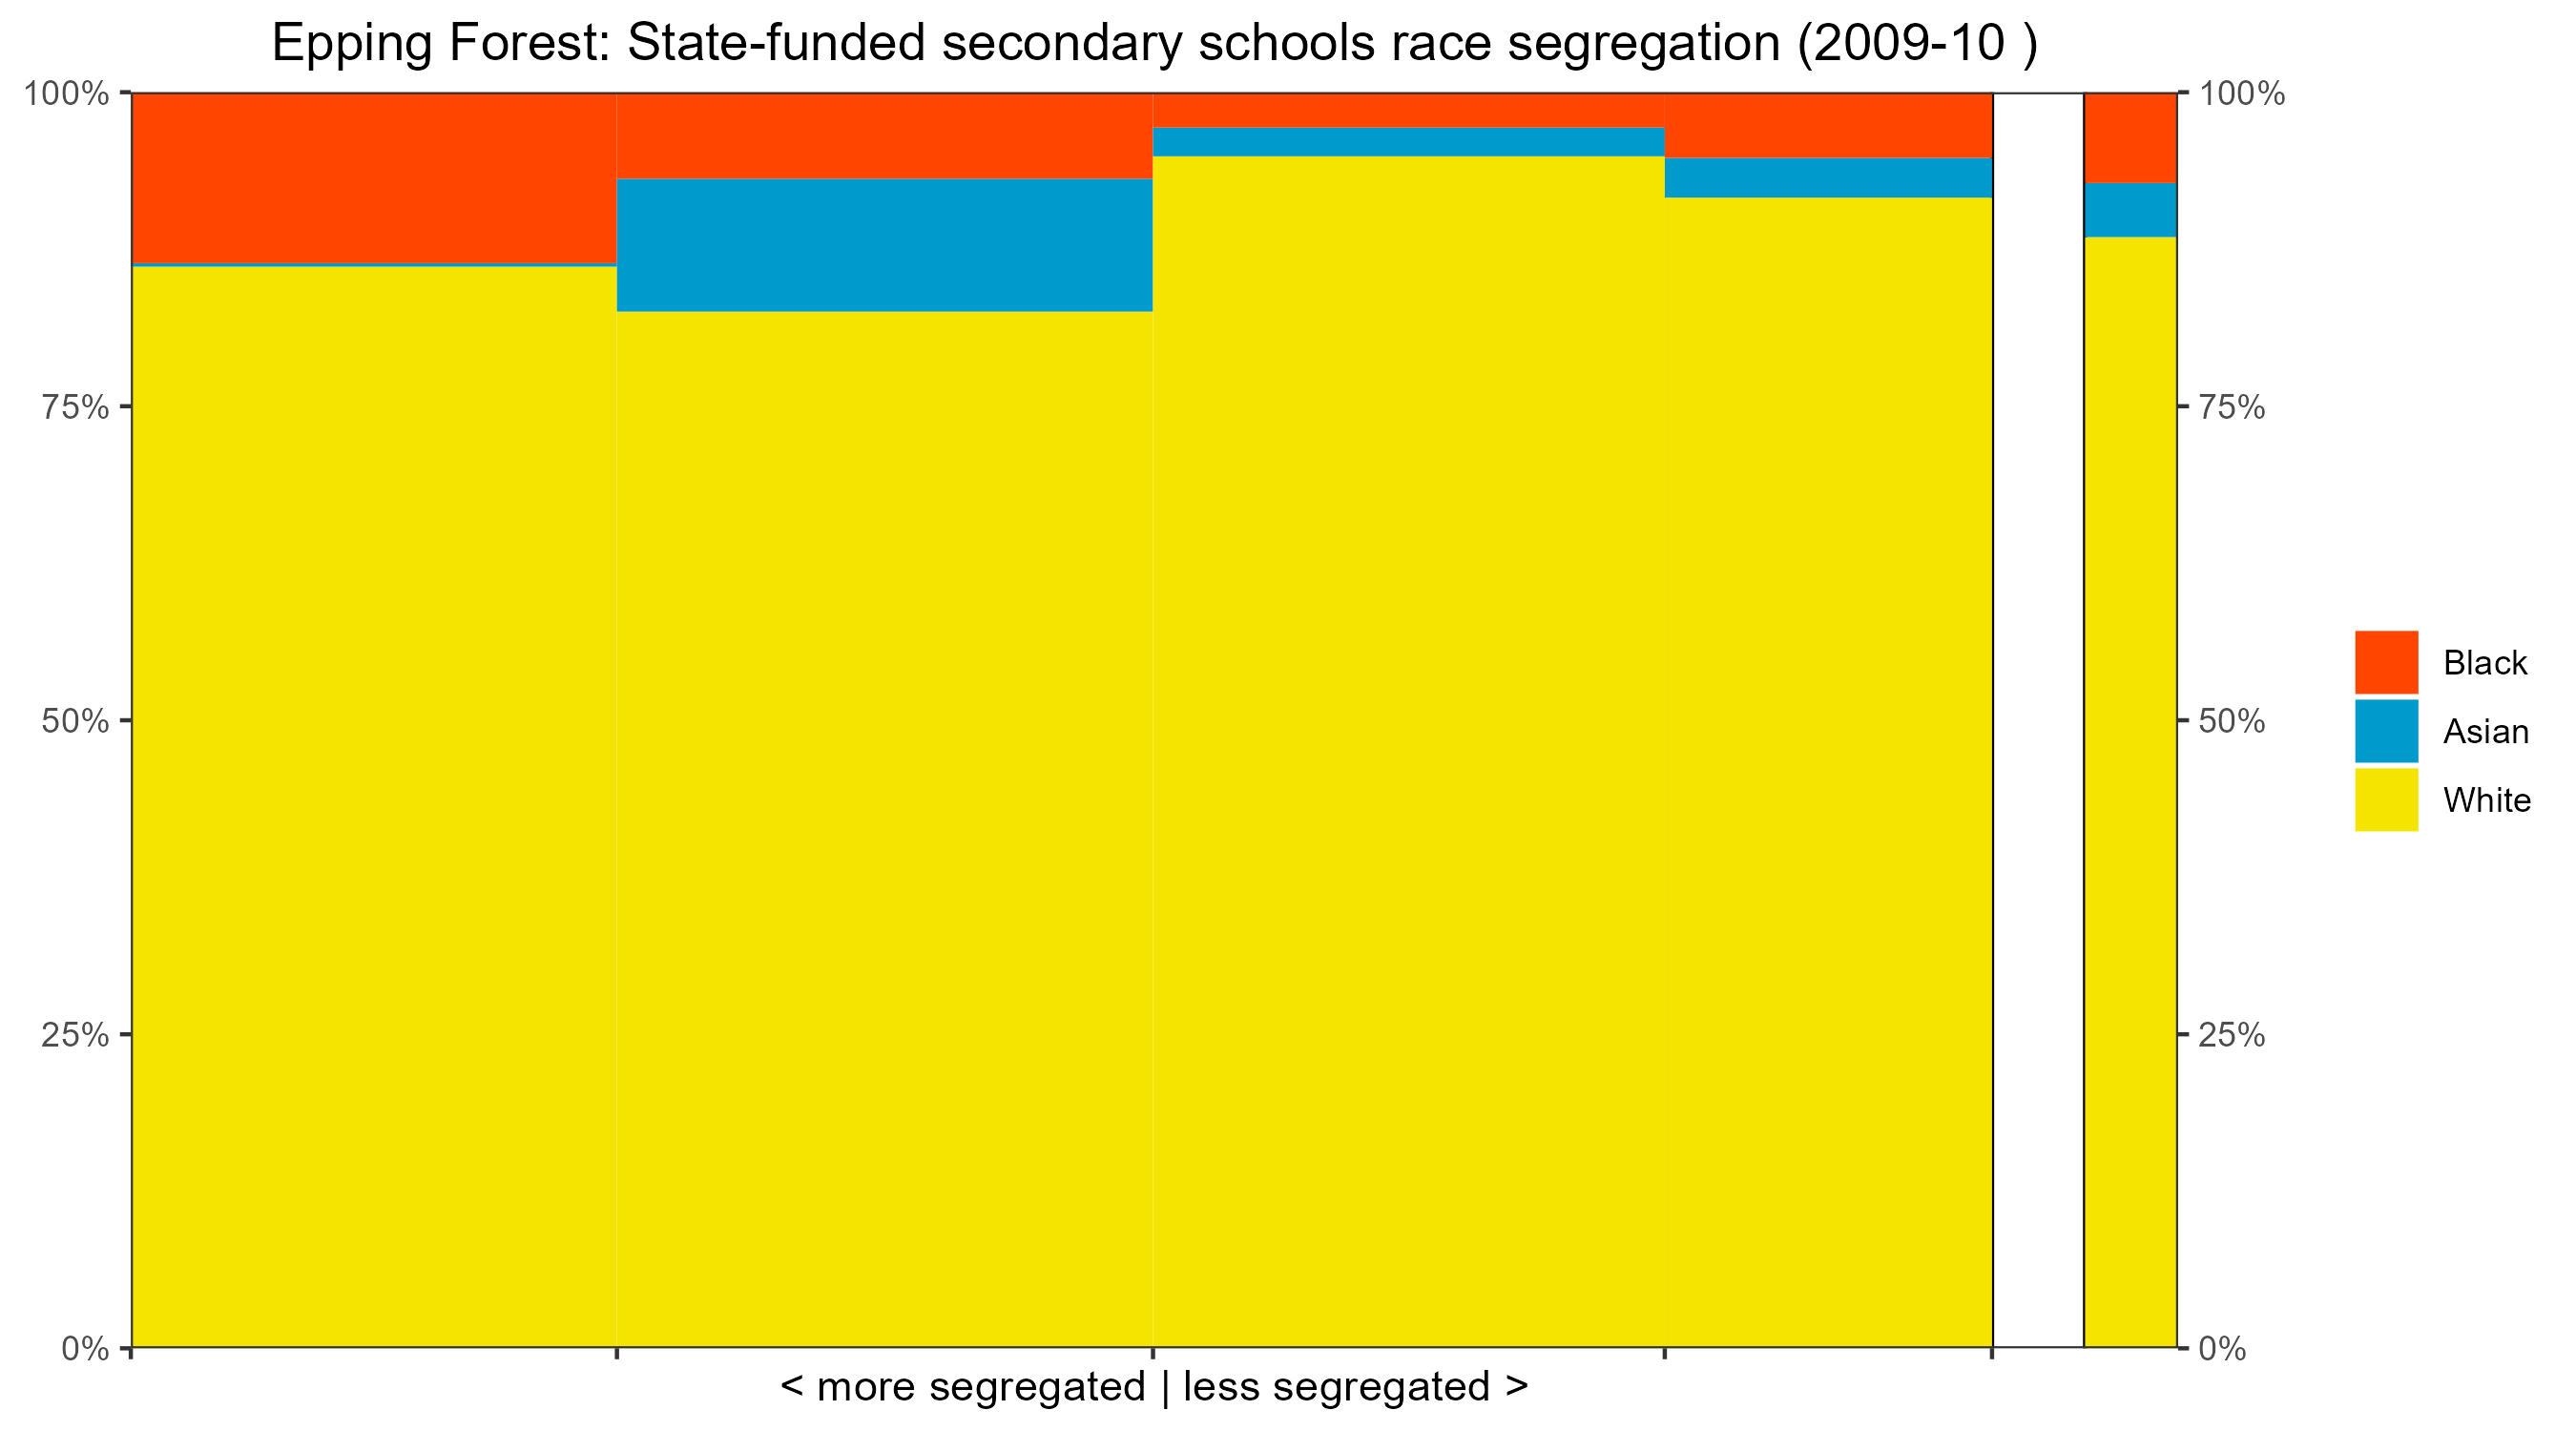 Epping Forest: State-funded secondary schools race segregation (2009-10 )
100%
75%
50%
25%
0%
100%
75%
50%
25%
0%
Black
Asian
White
< more segregated | less segregated >